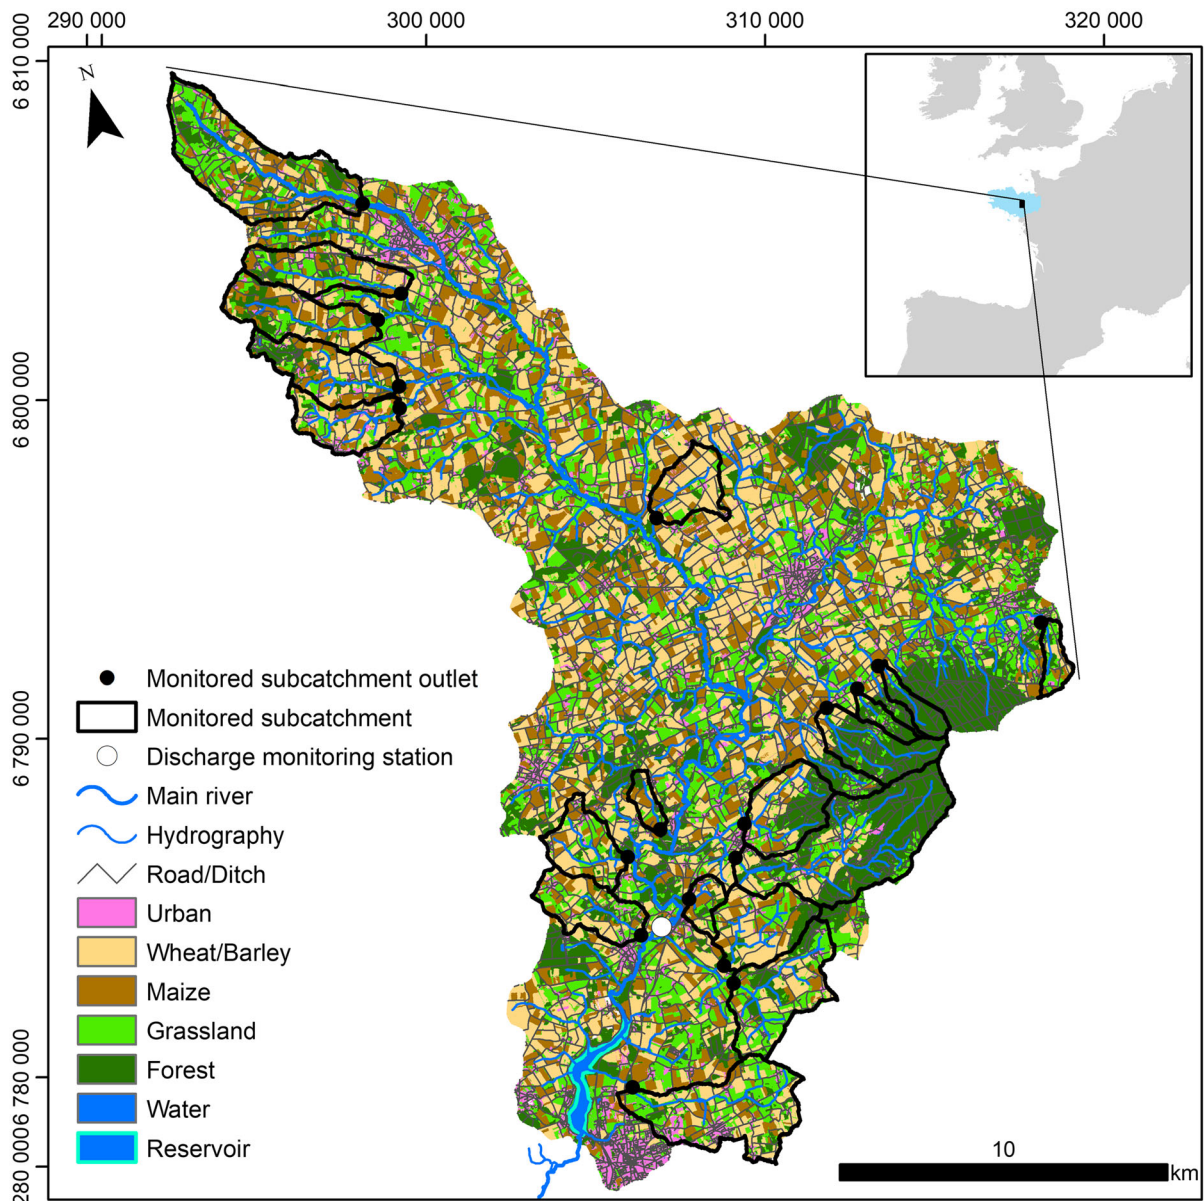 290 000
300 000
310 000
320 000
6 810 000
N
6 800 000
Monitored subcatchment outlet
Monitored subcatchment
Discharge monitoring station
6 790 000
Main river
Hydrography
Road/Ditch
Urban
Wheat/Barley
Maize
Grassland
Forest
6 780 000
Water
Reservoir
280 000
10
km